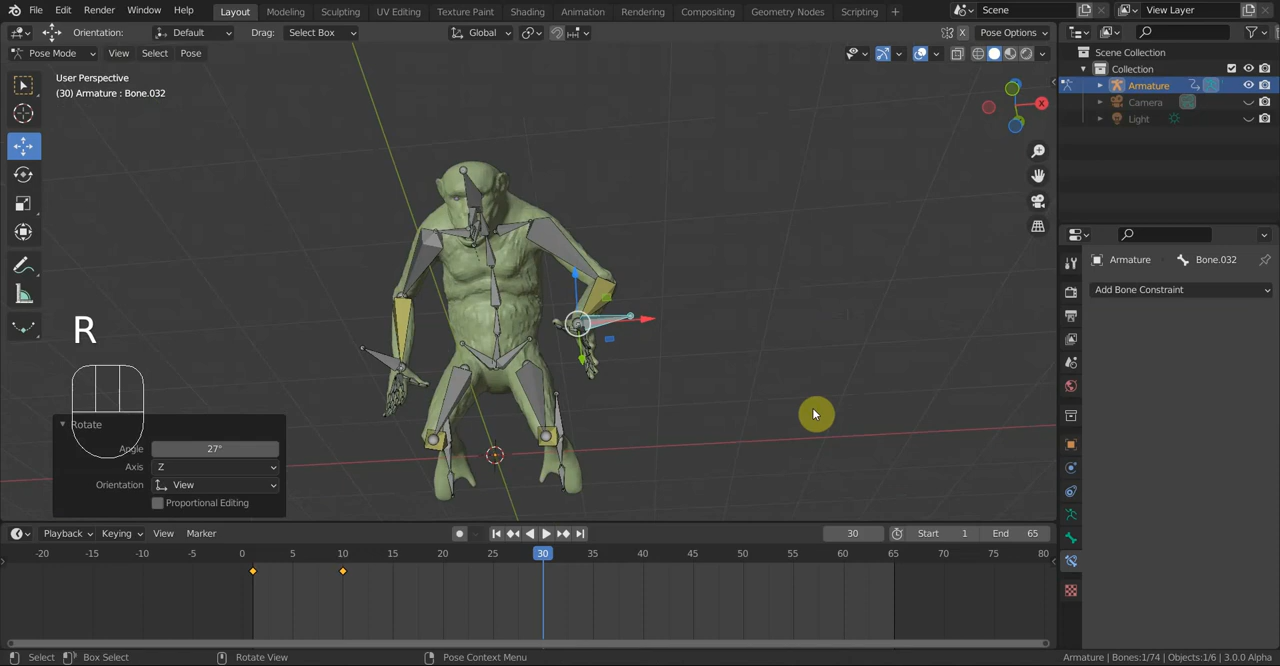 File Edit Render Window Help Layout Modeling Sculpting UV Editing Texture Paint Shading Animation Rendering Compositing Geometry Nodes Scripting + Scene View Layer
Orientation: Default Drag: Select Box Global X Pose Options
Pose Mode View Select Pose
Scene Collection
Collection
Armature
Camera
Light
User Perspective
(30) Armature : Bone.032
X
Armature Bone.032
Add Bone Constraint
R
Rotate
Angle 27°
Axis Z
Orientation View
Proportional Editing
Playback Keying View Marker 30 Start 1 End 65
-20 -15 -10 -5 0 5 10 15 20 25 30 35 40 45 50 55 60 65 70 75 80
Select Box Select Rotate View Pose Context Menu Armature | Bones:1/74 | Objects:1/6 | 3.0.0 Alpha